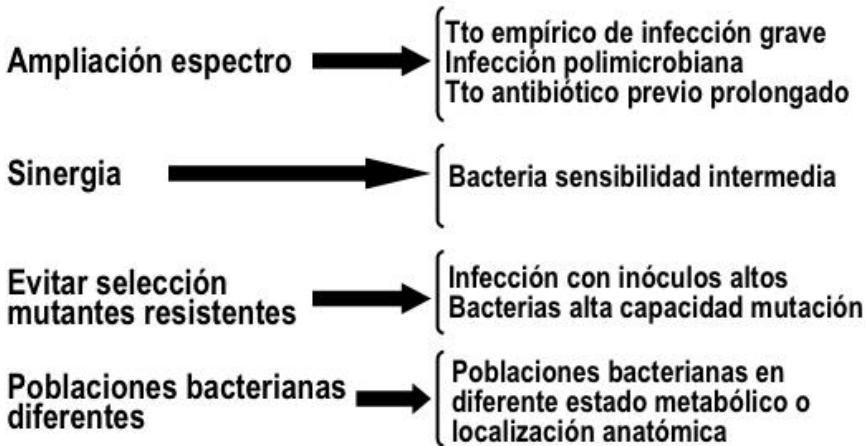 Ampliación espectro
Tto empírico de infección grave
Infección polimicrobiana
Tto antibiótico previo prolongado
Sinergia
Bacteria sensibilidad intermedia
Evitar selección
mutantes resistentes
Infección con inóculos altos
Bacterias alta capacidad mutación
Poblaciones bacterianas
diferentes
Poblaciones bacterianas en
diferente estado metabólico o
localización anatómica